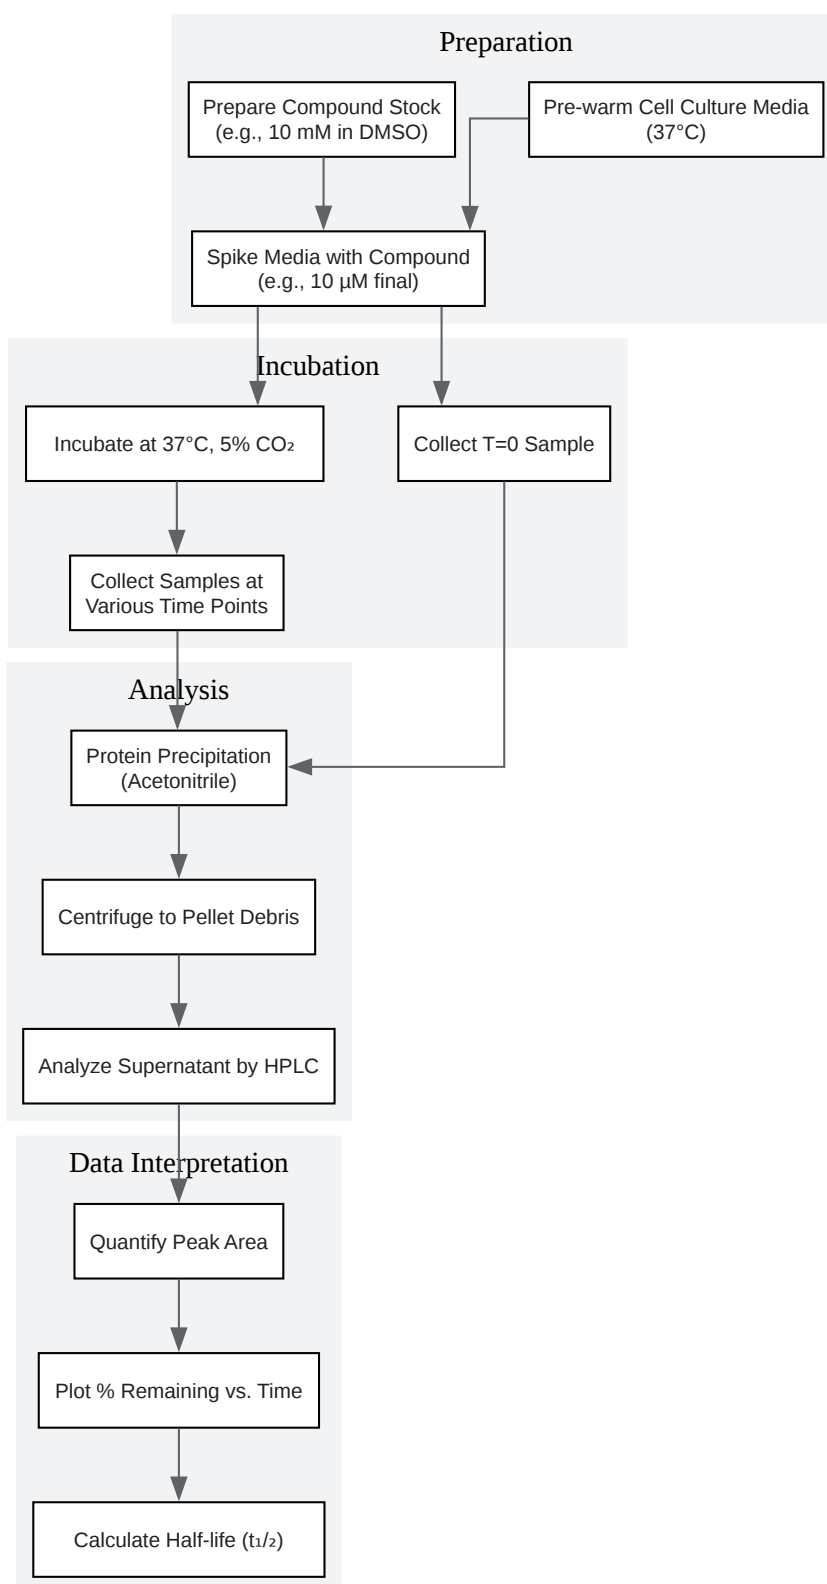 Preparation
Prepare Compound Stock
(e.g., 10 mM in DMSO)
Pre-warm Cell Culture Media
(37°C)
Spike Media with Compound
(e.g., 10 µM final)
Incubation
Incubate at 37°C, 5% CO₂
Collect T=0 Sample
Collect Samples at
Various Time Points
Analysis
Protein Precipitation
(Acetonitrile)
Centrifuge to Pellet Debris
Analyze Supernatant by HPLC
Data Interpretation
Quantify Peak Area
Plot % Remaining vs. Time
Calculate Half-life (t₁/₂)